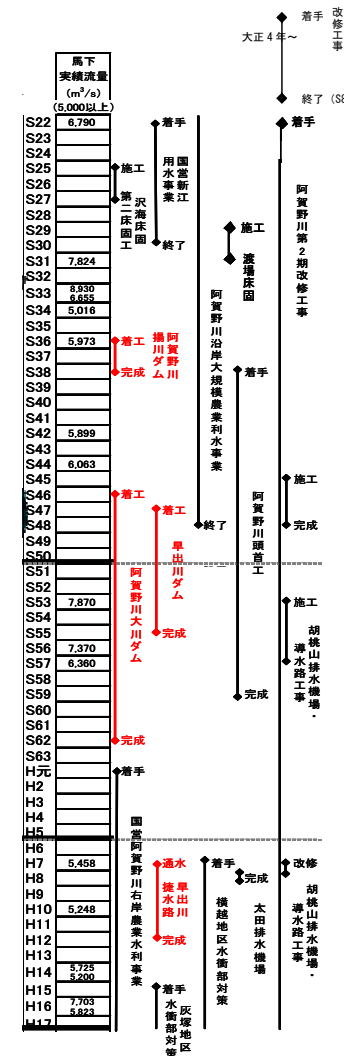 改修工事
着手
大正4年～
終了（S8
馬下
実績流量
（m³/s）
（5,000以上）
S22 6,790
S23
S24
S25
S26
S27
S28
S29
S30
S31 7,824
S32
S33 8,930
6,655
S34 5,016
S35
S36 5,973
S37
S38
S39
S40
S41
S42 5,899
S43
S44 6,063
S45
S46
S47
S48
S49
S50
S51
S52
S53 7,870
S54
S55
S56 7,370
S57 6,360
S58
S59
S60
S61
S62
S63
H元
H2
H3
H4
H5
H6
H7 5,458
H8
H9
H10 5,248
H11
H12
H13
H14 5,725
5,200
H15
H16 7,703
5,823
H17
施工
沢海床固
第二床固工
着手
国営新江
用水事業
終了
着工
阿賀野川
揚川ダム
完成
着工
阿賀野川大川ダム
完成
着工
早出川ダム
完成
阿賀野川沿岸大規模農業利水事業
終了
施工
渡場床固
着手
阿賀野川頭首工
完成
着手
阿賀野川第2期改修工事
施工
完成
施工
胡桃山排水機場・
導水路工事
着手
国営阿賀野川右岸農業水利事業
通水
早出川
捷水路
完成
着手
灰塚地区
水衝部対策
着手
横越地区水衝部対策
完成
太田排水機場
改修
胡桃山排水機場・
導水路工事